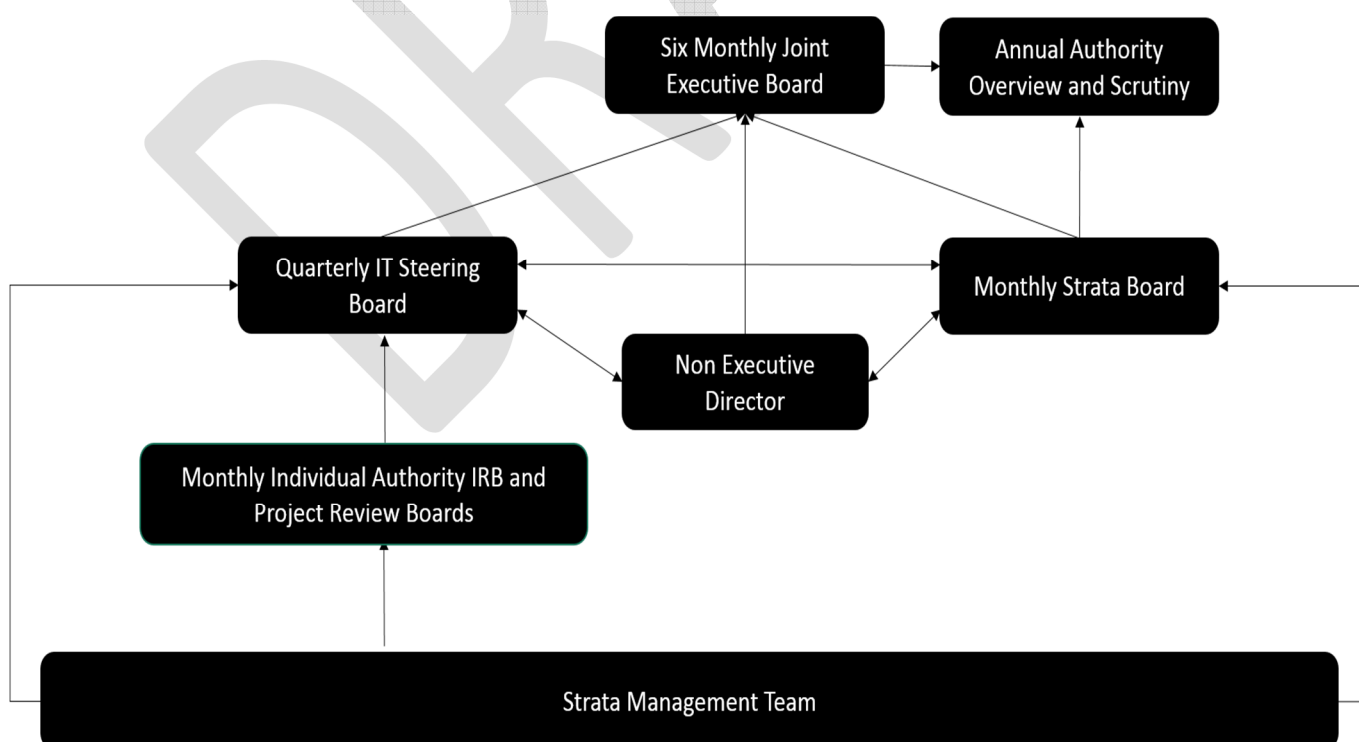 Six Monthly Joint
Executive Board
Annual Authority
Overview and Scrutiny
Quarterly IT Steering
Board
Monthly Strata Board
Non Executive
Director
Monthly Individual Authority IRB and
Project Review Boards
Strata Management Team